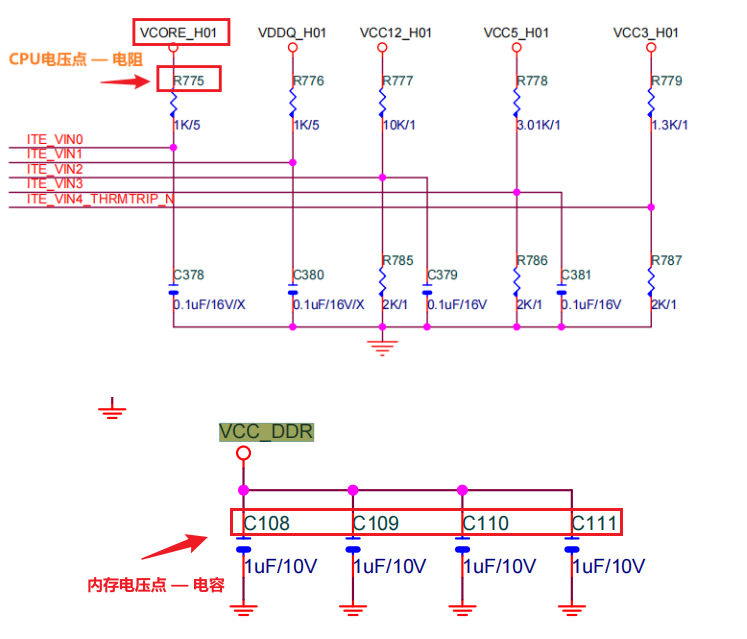 VCORE_H01 VDDQ_H01 VCC12_H01 VCC5_H01 VCC3_H01
CPU电压点 — 电阻
R775 R776 R777 R778 R779
1K/5 1K/5 10K/1 3.01K/1 1.3K/1
ITE_VIN0
ITE_VIN1
ITE_VIN2
ITE_VIN3
ITE_VIN4_THRMTRIP_N
R785 R786 R787
C378 C380 C379 C381
0.1uF/16V/X 0.1uF/16V/X 2K/1 0.1uF/16V 2K/1 0.1uF/16V 2K/1
VCC_DDR
C108 C109 C110 C111
1uF/10V 1uF/10V 1uF/10V 1uF/10V
内存电压点 — 电容